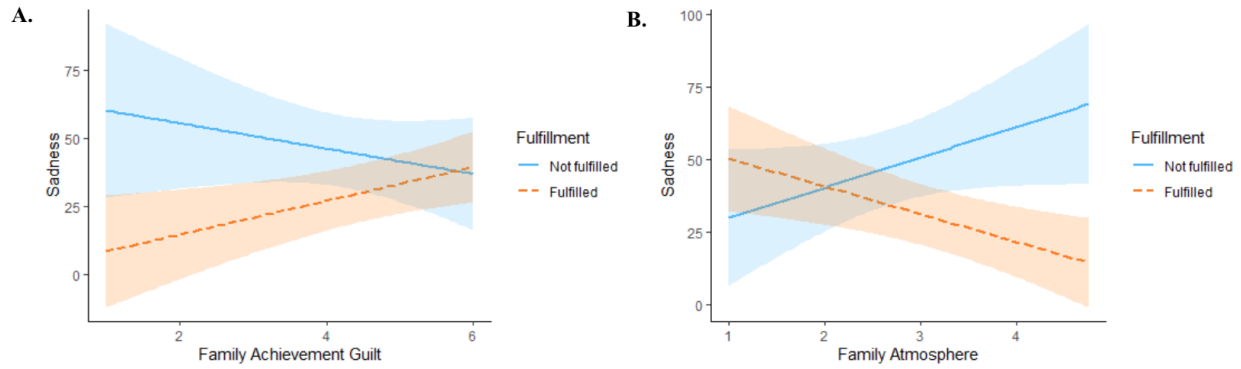 A.
75
50
25
0
Sadness
2
4
6
Family Achievement Guilt
Fulfillment
Not fulfilled
Fulfilled
B.
100
75
50
25
0
Sadness
1
2
3
4
Family Atmosphere
Fulfillment
Not fulfilled
Fulfilled